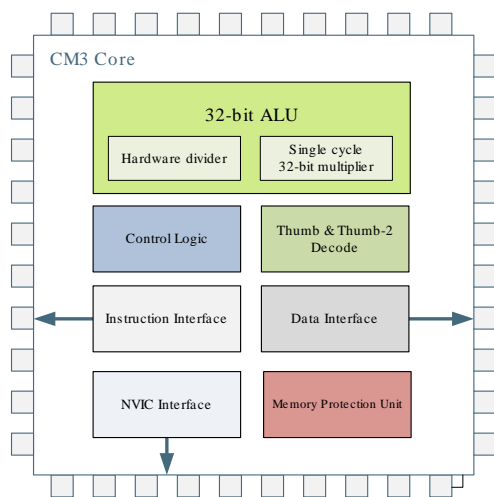 CM3 Core
32-bit ALU
Hardware divider
Single cycle
32-bit multiplier
Control Logic
Thumb & Thumb-2
Decode
Instruction Interface
Data Interface
NVIC Interface
Memory Protection Unit